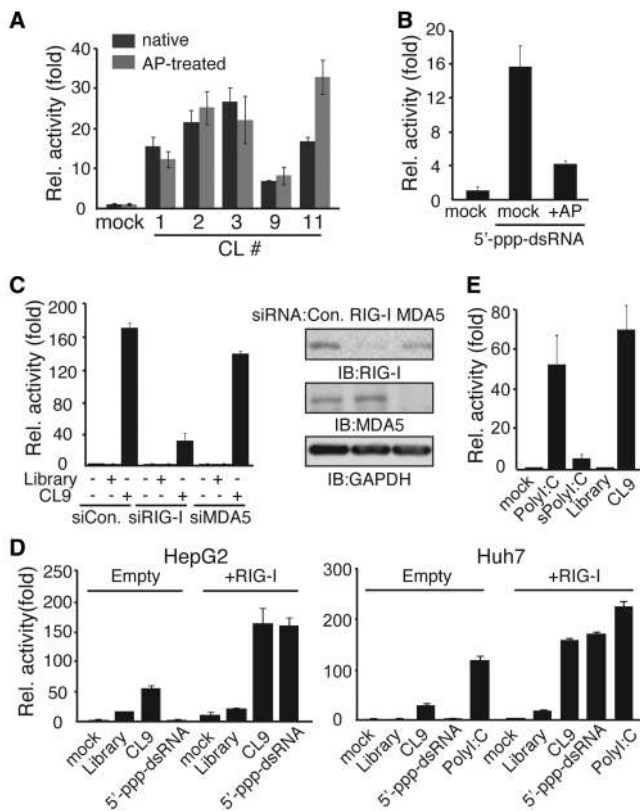 A
Rel. activity (fold)
40
30
20
10
0
native
AP-treated
mock 1 2 3 9 11
CL #
B
Rel. activity (fold)
20
16
12
8
4
0
mock mock +AP
5'-ppp-dsRNA
C
Rel. activity (fold)
200
160
120
80
40
0
Library - + - - + - - + -
CL9 - - + - - + - - +
siCon. siRIG-I siMDA5
siRNA:Con. RIG-I MDA5
IB:RIG-I
IB:MDA5
IB:GAPDH
E
Rel. activity (fold)
80
60
40
20
0
mock
PolyI:C
sPolyI:C
Library
CL9
D
HepG2
Rel. activity(fold)
250
200
150
100
50
0
Empty +RIG-I
mock
Library
CL9
5'-ppp-dsRNA
mock
Library
CL9
5'-ppp-dsRNA
Huh7
300
200
100
0
Empty +RIG-I
mock
Library
CL9
5'-ppp-dsRNA
PolyI:C
mock
Library
CL9
5'-ppp-dsRNA
PolyI:C